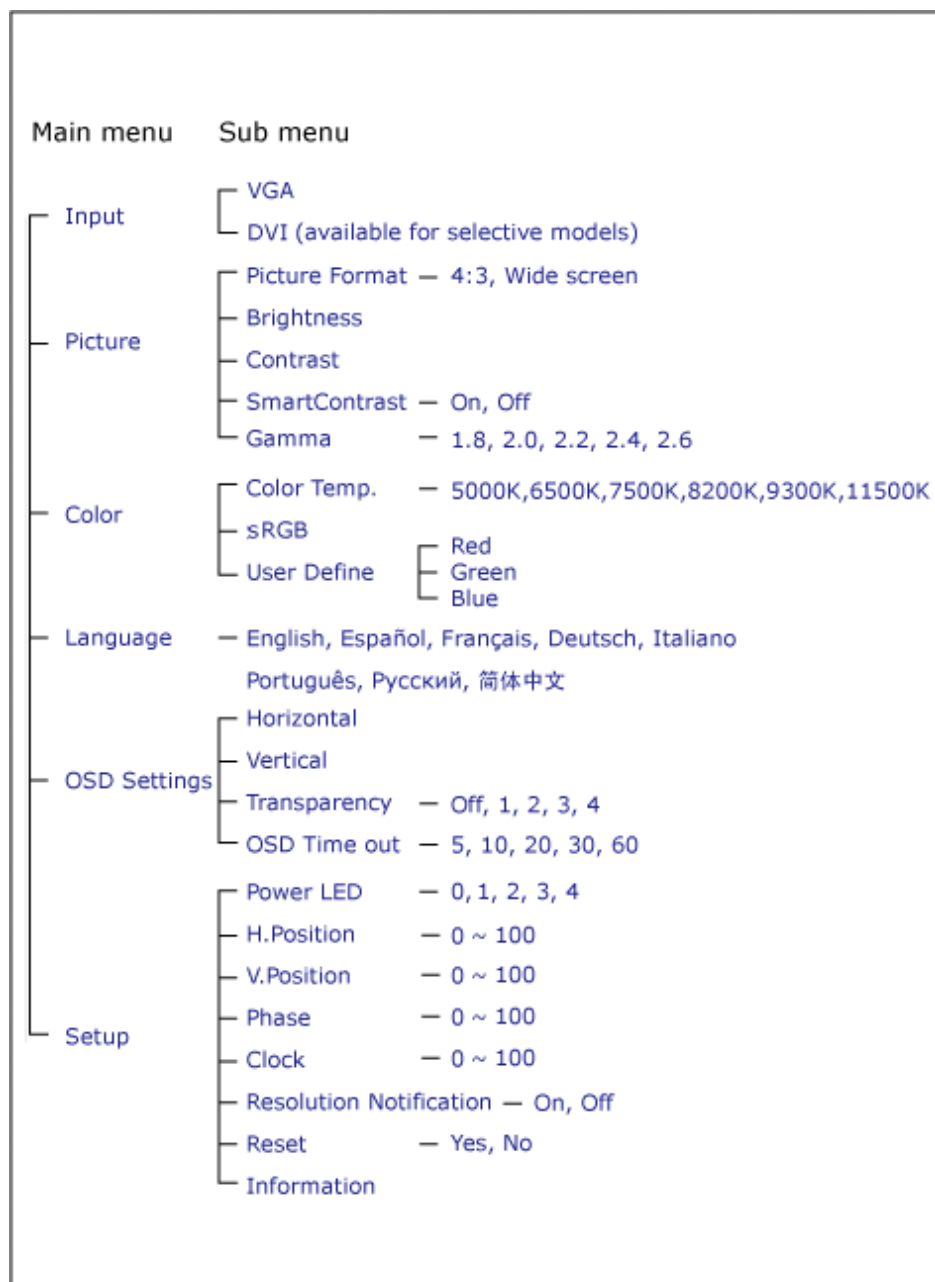 Main menu Sub menu
VGA
Input
DVI (available for selective models)
Picture Format — 4:3, Wide screen
Brightness
Picture
Contrast
SmartContrast — On, Off
Gamma — 1.8, 2.0, 2.2, 2.4, 2.6
Color Temp. — 5000K,6500K,7500K,8200K,9300K,11500K
Color
sRGB
Red
User Define Green
Blue
Language — English, Español, Français, Deutsch, Italiano
Português, Русский, 简体中文
Horizontal
Vertical
OSD Settings
Transparency — Off, 1, 2, 3, 4
OSD Time out — 5, 10, 20, 30, 60
Power LED — 0, 1, 2, 3, 4
H.Position — 0 ~ 100
V.Position — 0 ~ 100
Phase — 0 ~ 100
Setup
Clock — 0 ~ 100
Resolution Notification — On, Off
Reset — Yes, No
Information